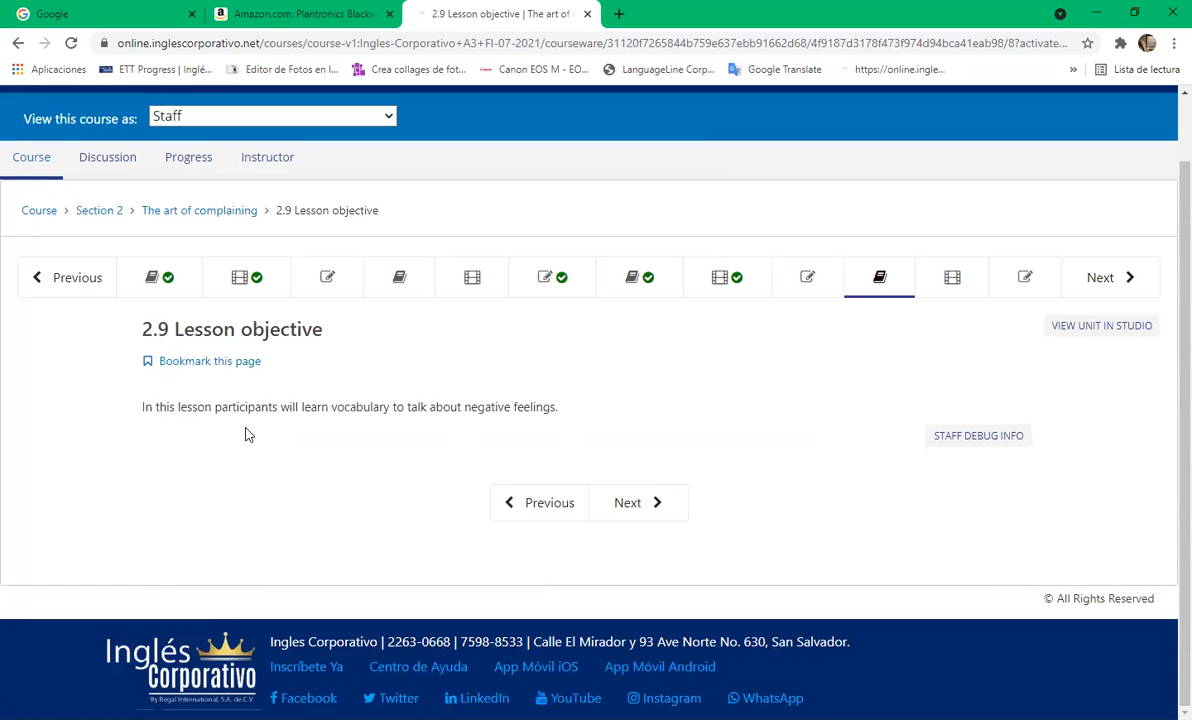 Google
Amazon.com: Plantronics Blackw
2.9 Lesson objective | The art of
online.inglescorporativo.net/courses/course-v1:Ingles-Corporativo+A3+FI-07-2021/courseware/31120f7265844b759e637ebb91662d68/4f9187d3178f473f974d94bca41eab98/8?activate...
Aplicaciones
ETT Progress | Inglé...
Editor de Fotos en l...
Crea collages de fot...
Canon EOS M - EO...
LanguageLine Corp...
Google Translate
https://online.ingle...
»
Lista de lectura
View this course as:
Staff
Course
Discussion
Progress
Instructor
Course > Section 2 > The art of complaining > 2.9 Lesson objective
Previous
Next
2.9 Lesson objective
VIEW UNIT IN STUDIO
Bookmark this page
In this lesson participants will learn vocabulary to talk about negative feelings.
STAFF DEBUG INFO
Previous
Next
© All Rights Reserved
Inglés Corporativo
By Regal International, S.A. de C.V.
Ingles Corporativo | 2263-0668 | 7598-8533 | Calle El Mirador y 93 Ave Norte No. 630, San Salvador.
Inscríbete Ya
Centro de Ayuda
App Móvil iOS
App Móvil Android
Facebook
Twitter
LinkedIn
YouTube
Instagram
WhatsApp